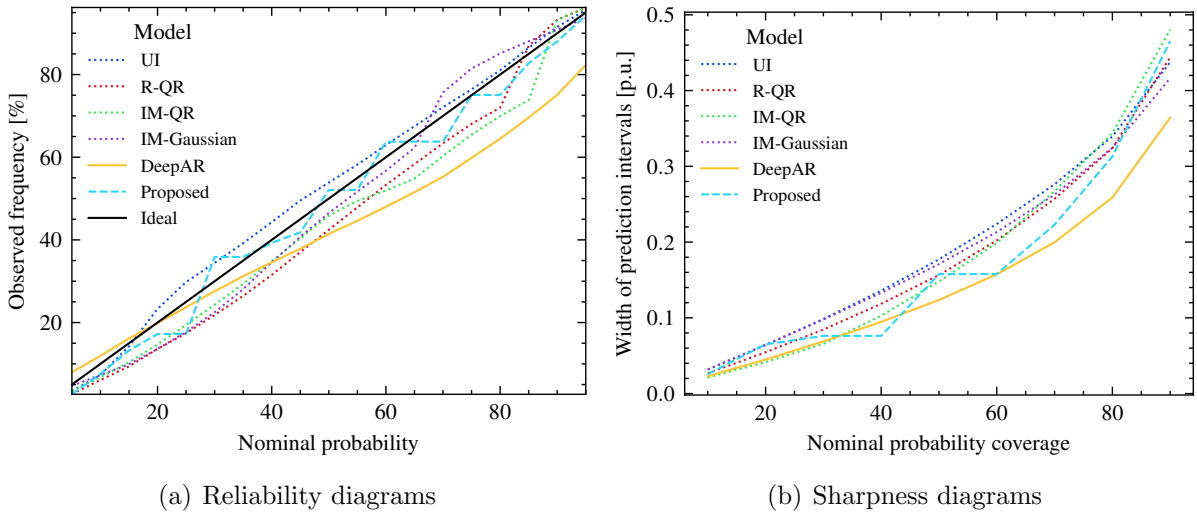 Model
UI
R-QR
IM-QR
IM-Gaussian
DeepAR
Proposed
Ideal
Observed frequency [%]
80
60
40
20
20 40 60 80
Nominal probability
(a) Reliability diagrams
Model
UI
R-QR
IM-QR
IM-Gaussian
DeepAR
Proposed
Width of prediction intervals [p.u.]
0.5
0.4
0.3
0.2
0.1
0.0
20 40 60 80
Nominal probability coverage
(b) Sharpness diagrams